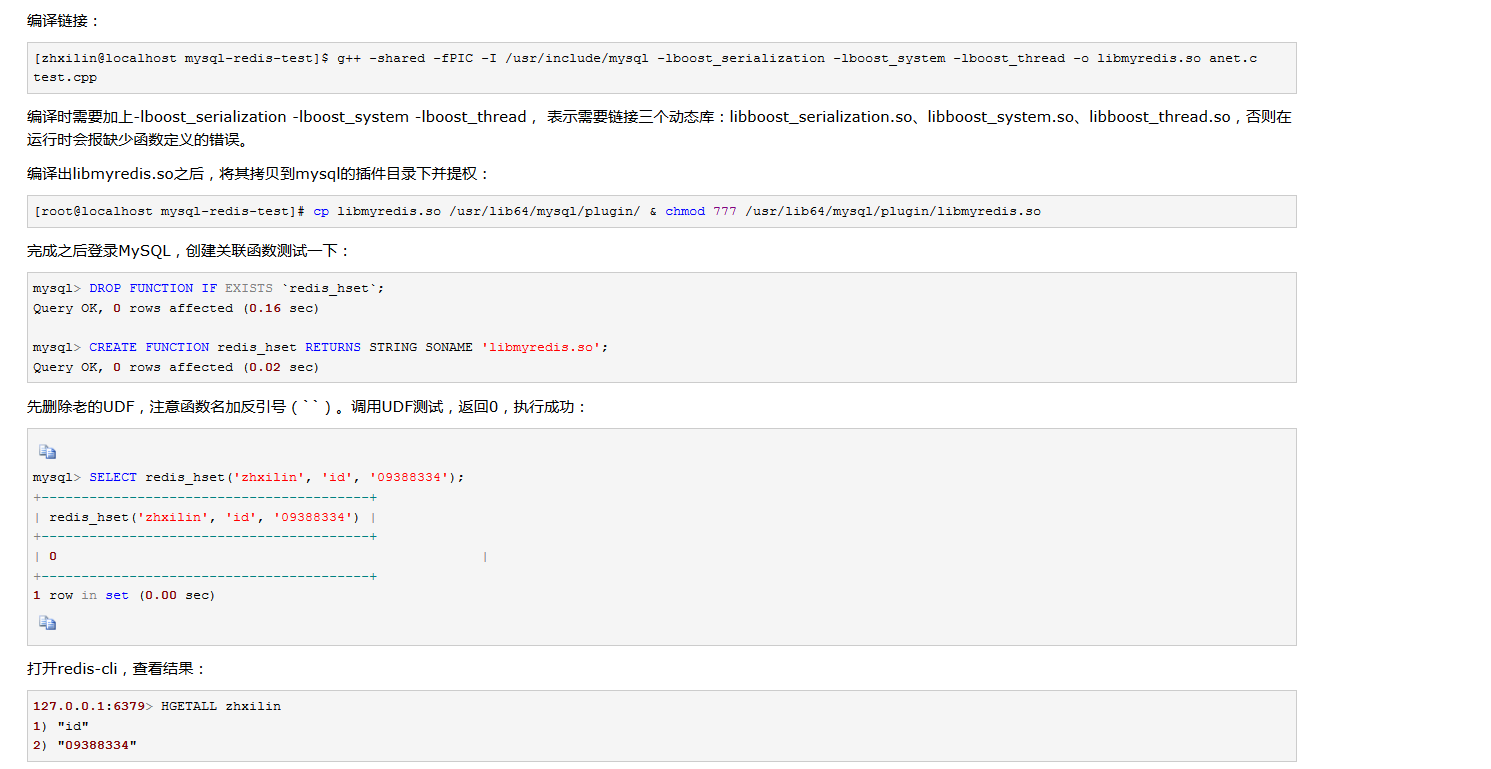 编译链接：
[zhxilin@localhost mysql-redis-test]$ g++ -shared -fPIC -I /usr/include/mysql -lboost_serialization -lboost_system -lboost_thread -o libmyredis.so anet.c
test.cpp
编译时需要加上-lboost_serialization -lboost_system -lboost_thread， 表示需要链接三个动态库：libboost_serialization.so、libboost_system.so、libboost_thread.so，否则在
运行时会报缺少函数定义的错误。
编译出libmyredis.so之后，将其拷贝到mysql的插件目录下并提权：
[root@localhost mysql-redis-test]# cp libmyredis.so /usr/lib64/mysql/plugin/ & chmod 777 /usr/lib64/mysql/plugin/libmyredis.so
完成之后登录MySQL，创建关联函数测试一下：
mysql> DROP FUNCTION IF EXISTS `redis_hset`;
Query OK, 0 rows affected (0.16 sec)
mysql> CREATE FUNCTION redis_hset RETURNS STRING SONAME 'libmyredis.so';
Query OK, 0 rows affected (0.02 sec)
先删除老的UDF，注意函数名加反引号（``）。调用UDF测试，返回0，执行成功：
mysql> SELECT redis_hset('zhxilin', 'id', '09388334');
+-----------------------------------------+
| redis_hset('zhxilin', 'id', '09388334') |
+-----------------------------------------+
| 0                                                      |
+-----------------------------------------+
1 row in set (0.00 sec)
打开redis-cli，查看结果：
127.0.0.1:6379> HGETALL zhxilin
1) "id"
2) "09388334"